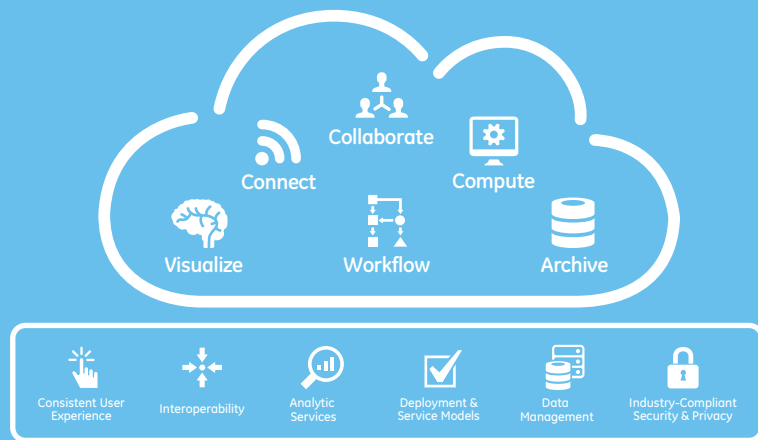 Collaborate
Connect
Compute
Visualize
Workflow
Archive
Consistent User
Experience
Interoperability
Analytic
Services
Deployment &
Service Models
Data
Management
Industry-Compliant
Security & Privacy